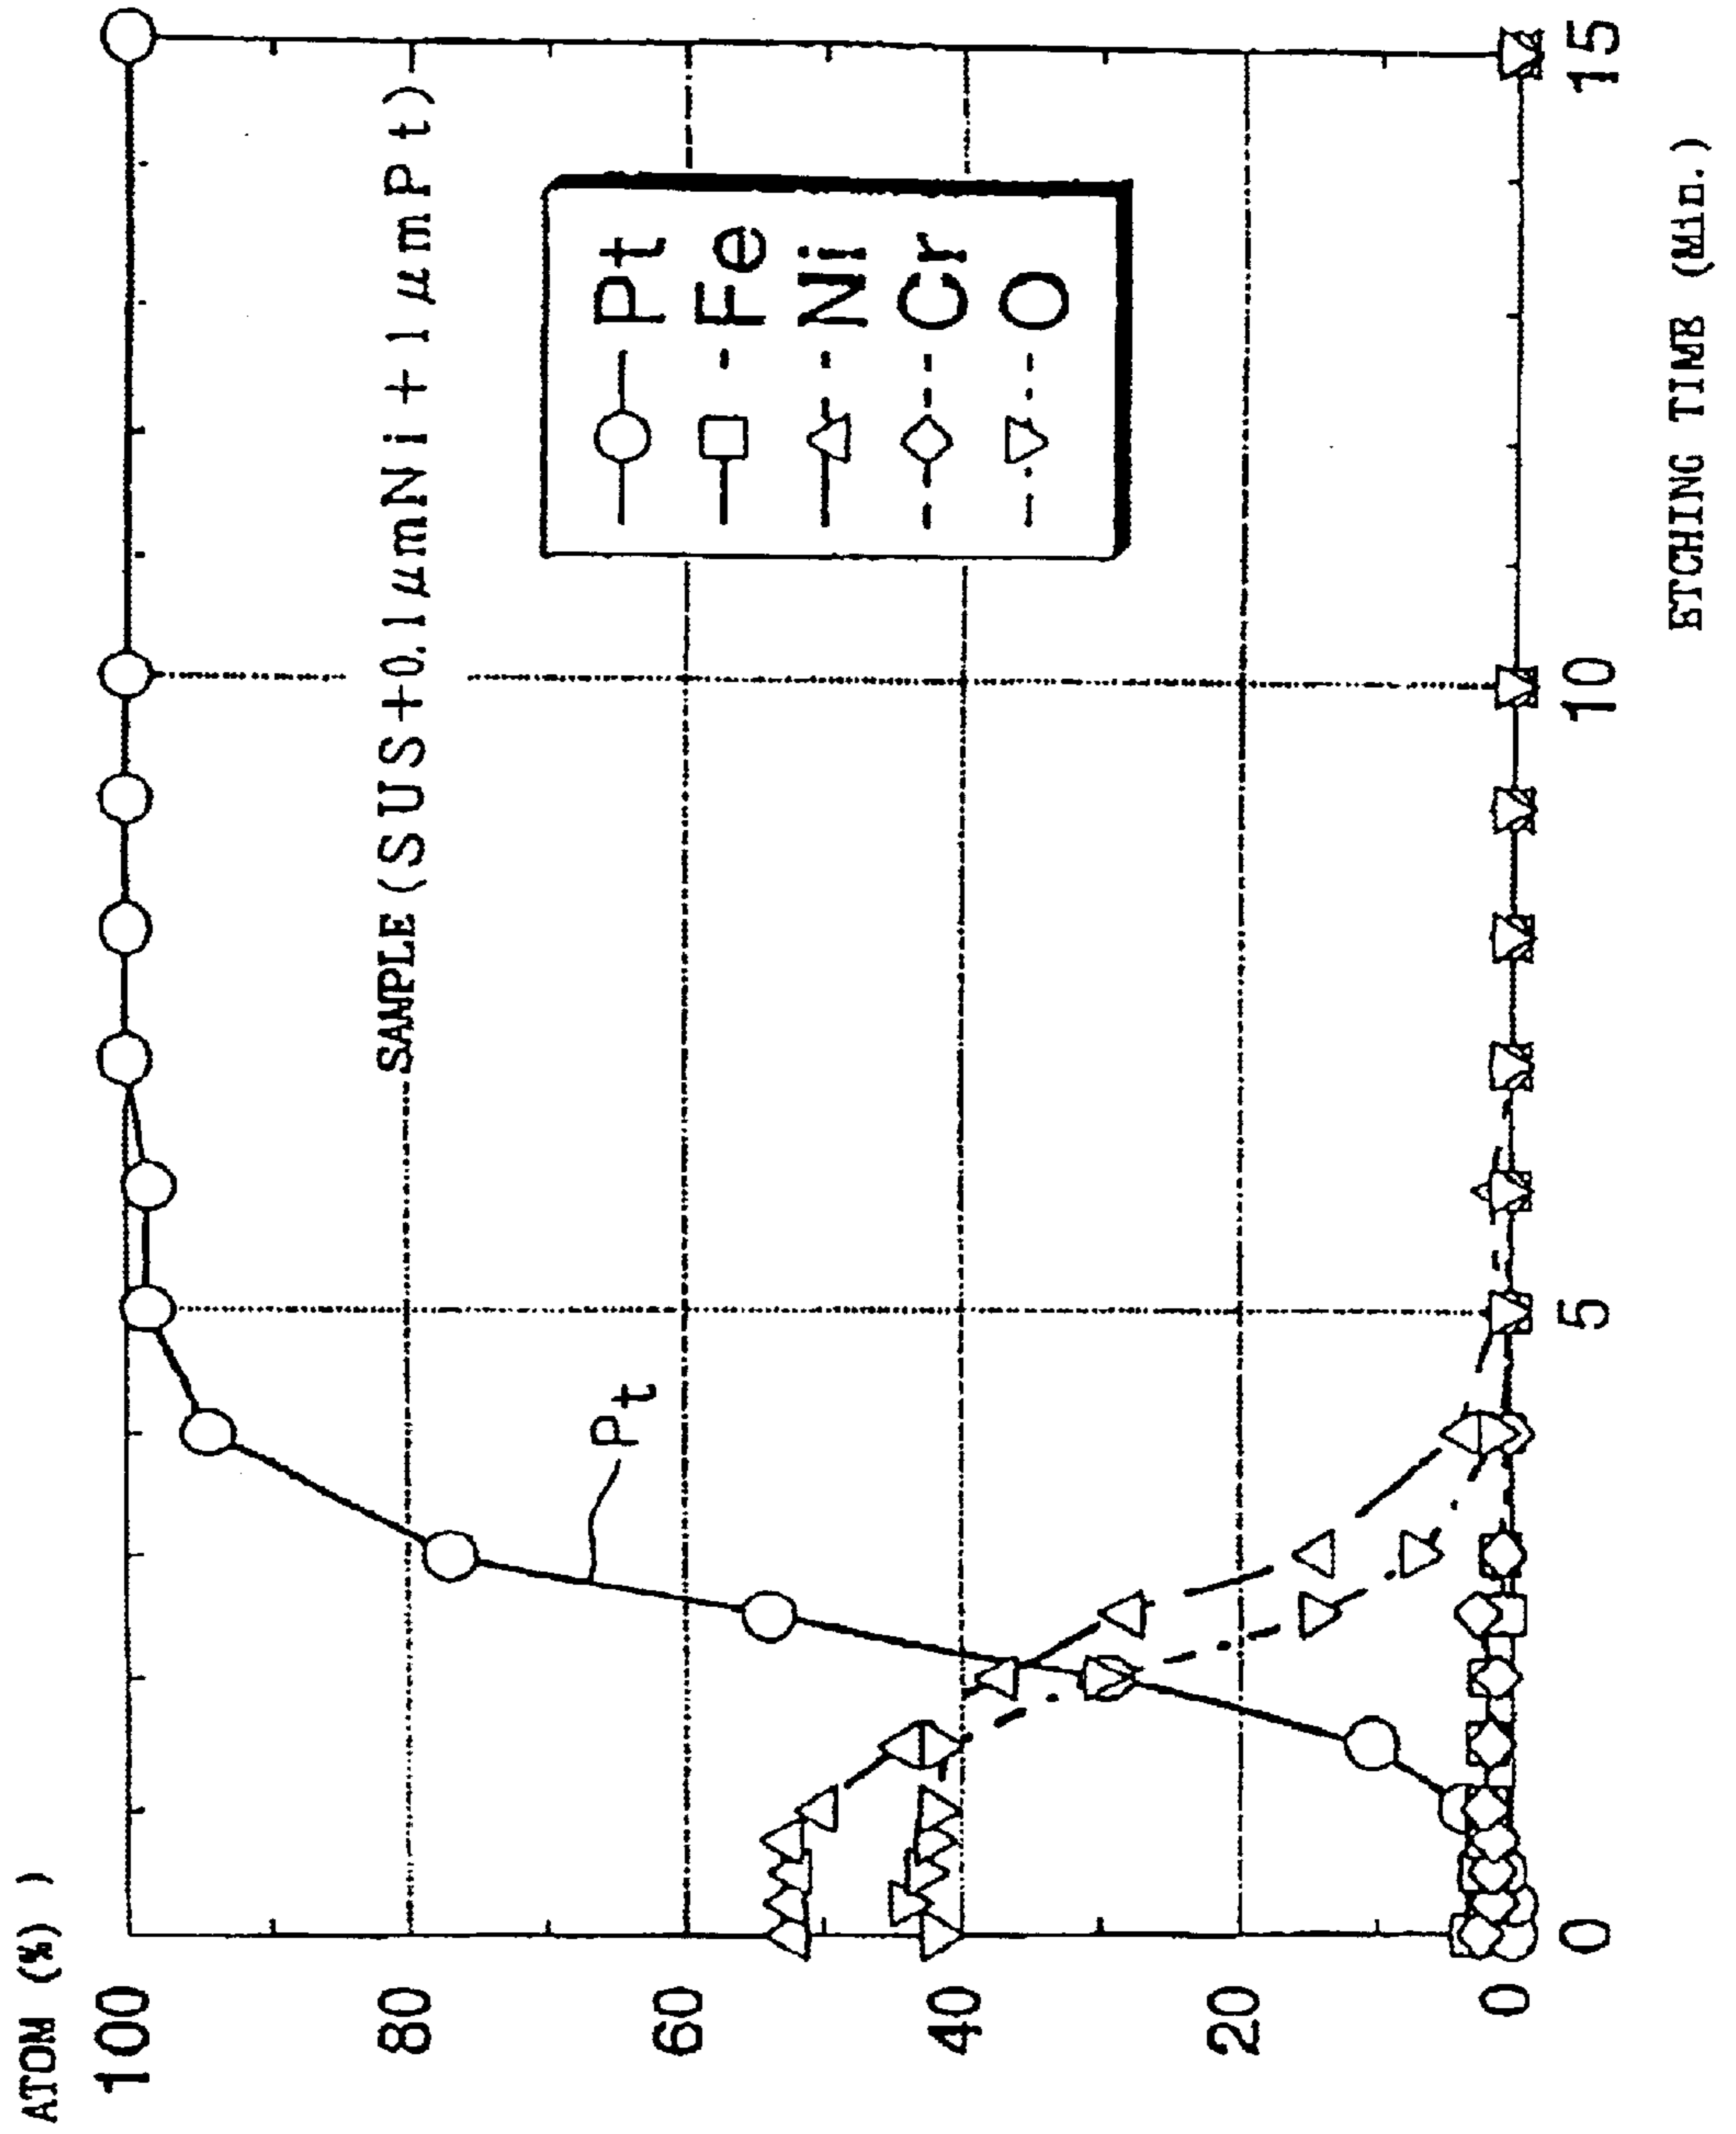 ATOM (%) )
100
80
60
40
20
0
SAMPLE (SUS+0.1μmNi+1μmPt)
Pt
Pt
Fe
Ni
Cr
O
0
5
10
15
ETCHING TIME (Min.)